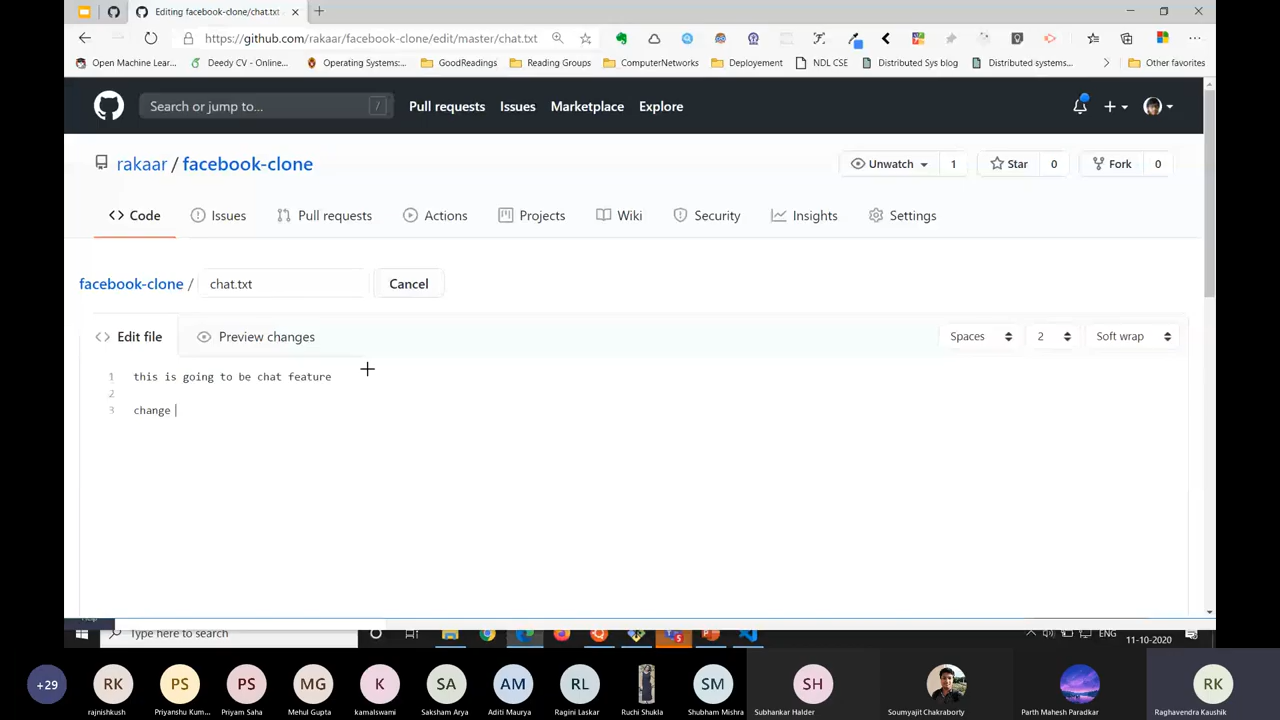 Editing facebook-clone/chat.txt
https://github.com/rakaar/facebook-clone/edit/master/chat.txt
Open Machine Lear... Deedy CV - Online... Operating Systems:... GoodReadings Reading Groups ComputerNetworks Deployement NDL CSE Distributed Sys blog Distributed systems... Other favorites
Search or jump to... / Pull requests Issues Marketplace Explore
rakaar / facebook-clone Unwatch 1 Star 0 Fork 0
<> Code Issues Pull requests Actions Projects Wiki Security Insights Settings
facebook-clone / chat.txt Cancel
<> Edit file Preview changes Spaces 2 Soft wrap
1 this is going to be chat feature
2
3 change
Type here to search ENG 11-10-2020
+29 RK PS PS MG K SA AM RL SM SH RK
rajnishkush Priyanshu Kum... Priyam Saha Mehul Gupta kamalswami Saksham Arya Aditi Maurya Ragini Laskar Ruchi Shukla Shubham Mishra Subhankar Halder Soumyajit Chakraborty Parth Mahesh Paradkar Raghavendra Kaushik